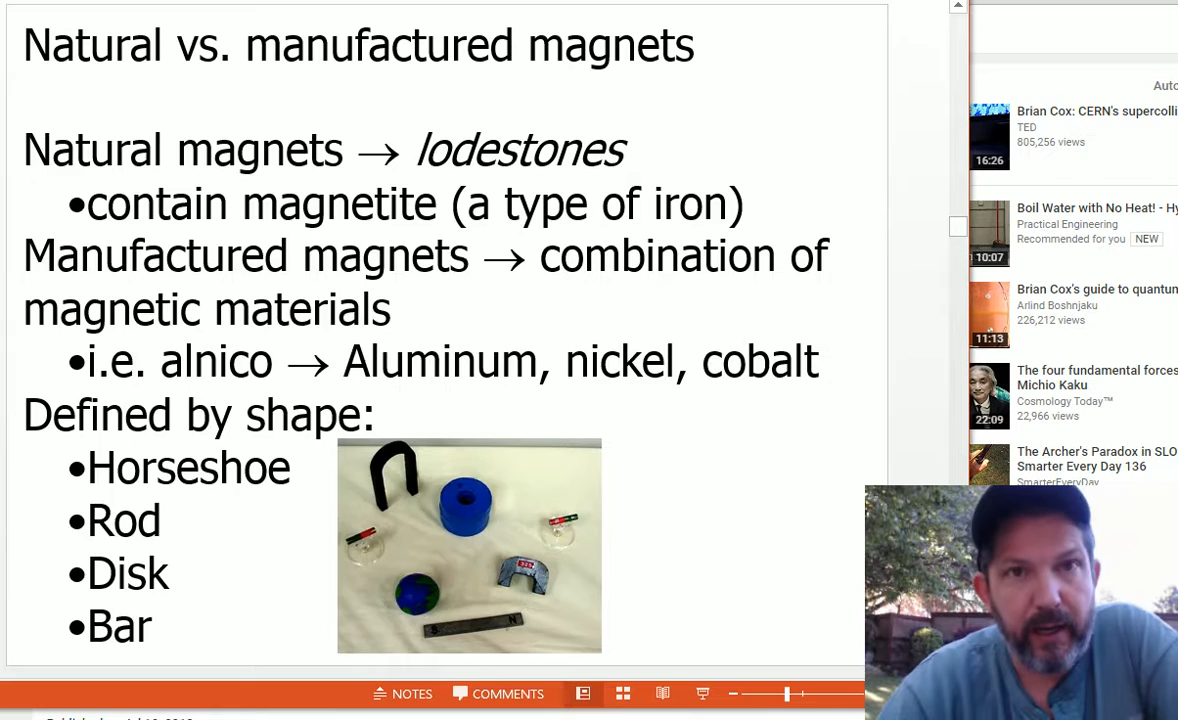 Natural vs. manufactured magnets
Natural magnets → lodestones
•contain magnetite (a type of iron)
Manufactured magnets → combination of
magnetic materials
•i.e. alnico → Aluminum, nickel, cobalt
Defined by shape:
•Horseshoe
•Rod
•Disk
•Bar
S N
NOTES COMMENTS
Auto
Brian Cox: CERN's supercolli
TED
805,256 views
16:26
Boil Water with No Heat! - Hy
Practical Engineering
Recommended for you NEW
10:07
Brian Cox's guide to quantun
Arlind Boshnjaku
226,212 views
11:13
The four fundamental forces
Michio Kaku
Cosmology Today™
22,966 views
22:09
The Archer's Paradox in SLO
Smarter Every Day 136
SmarterEveryDay